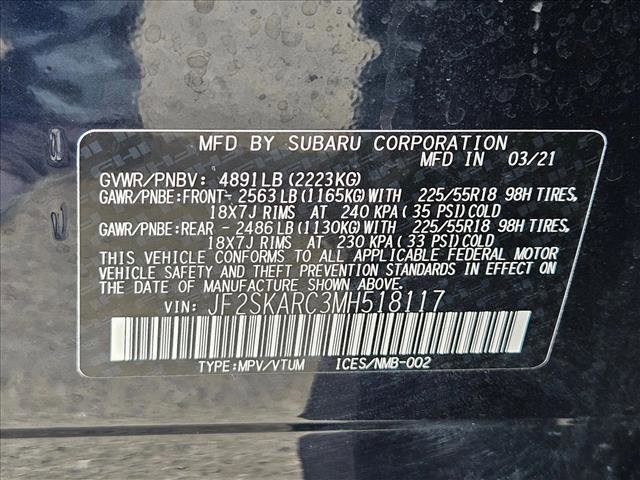 MFD BY SUBARU CORPORATION
MFD IN 03/21
GVWR/PNBV: 4891LB(2223KG)
GAWR/PNBE:FRONT-2563LB(1165KG)WITH 225/55R18 98H TIRES,
18X7J RIMS AT 240 KPA( 35 PSI)COLD
GAWR/PNBE:REAR -2486LB(1130KG)WITH 225/55R18 98H TIRES,
18X7J RIMS AT 230 KPA( 33 PSI)COLD
THIS VEHICLE CONFORMS TO ALL APPLICABLE FEDERAL MOTOR
VEHICLE SAFETY AND THEFT PREVENTION STANDARDS IN EFFECT ON
THE DATE OF MANUFACTURE SHOWN ABOVE.
VIN: JF2SKARC3MH518117
TYPE:MPV/VTUM ICES/NMB-002